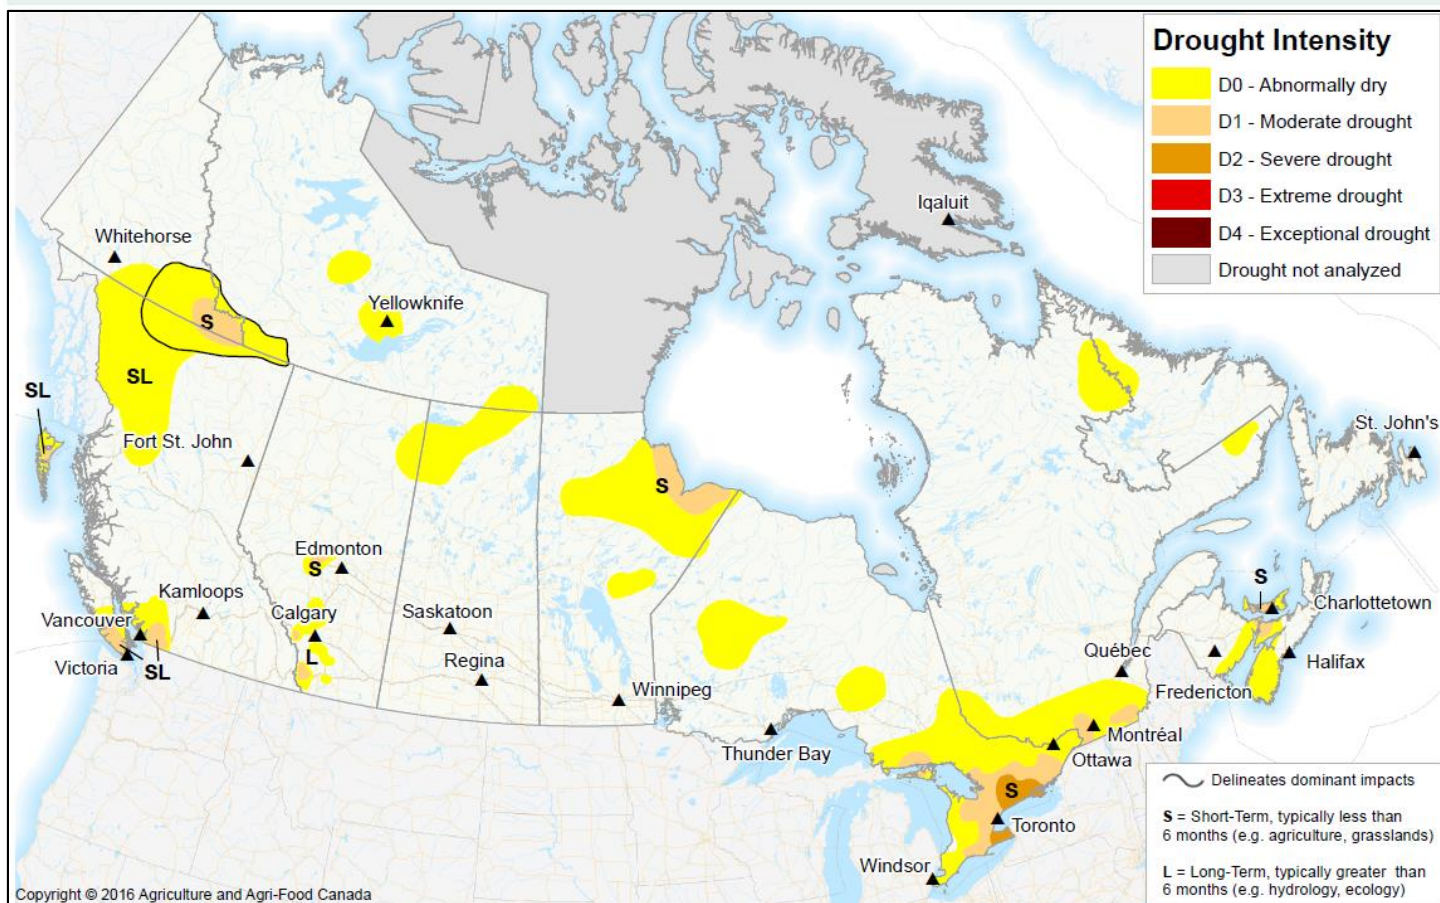 Drought Intensity
D0 - Abnormally dry
D1 - Moderate drought
D2 - Severe drought
D3 - Extreme drought
D4 - Exceptional drought
Drought not analyzed
Iqaluit
Whitehorse
S
Yellowknife
SL
SL
Fort St. John
St. John's
S
Edmonton
S
Kamloops
Calgary
Saskatoon
S
Charlottetown
Vancouver
L
Victoria
SL
Regina
Québec
Halifax
Winnipeg
Fredericton
Thunder Bay
Montréal
Ottawa
S
Toronto
Windsor
Delineates dominant impacts
S = Short-Term, typically less than
6 months (e.g. agriculture, grasslands)
L = Long-Term, typically greater than
6 months (e.g. hydrology, ecology)
Copyright © 2016 Agriculture and Agri-Food Canada